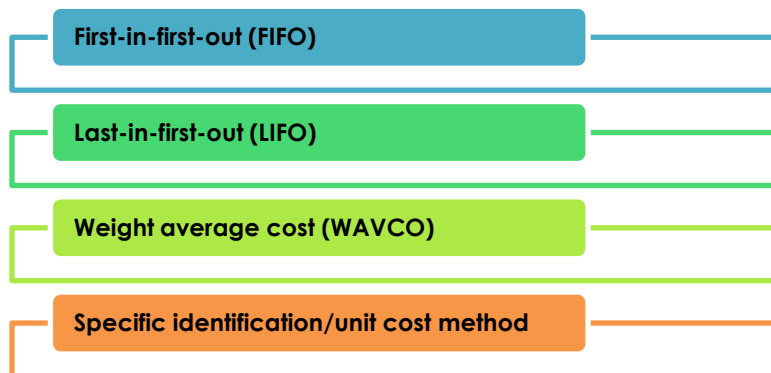 First-in-first-out (FIFO)
Last-in-first-out (LIFO)
Weight average cost (WAVCO)
Specific identification/unit cost method